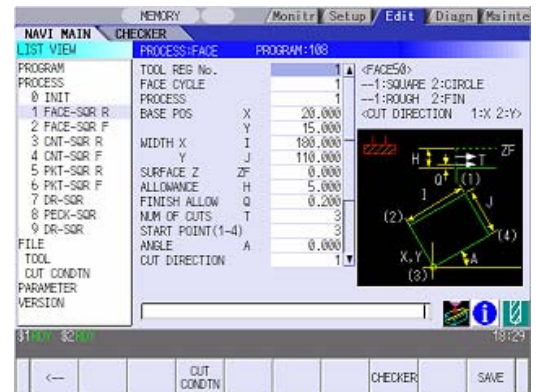 MEMORY Monitr Setup Edit Diagn Mainte
NAVI MAIN CHECKER
LIST VIEW PROCESS:FACE PROGRAM:108
PROGRAM
PROCESS
0 INIT
1 FACE-SQR R
2 FACE-SQR F
3 CNT-SQR R
4 CNT-SQR F
5 PKT-SQR R
6 PKT-SQR F
7 DR-SQR
8 PECK-SQR
9 DR-SQR
FILE
TOOL
CUT CONDTN
PARAMETER
VERSION
TOOL REG No. 1
FACE CYCLE 1
PROCESS 1
BASE POS X 20.000
Y 15.000
WIDTH X I 180.000
Y J 110.000
SURFACE Z ZF 0.000
ALLOWANCE H 5.000
FINISH ALLOW Q 0.200
NUM OF CUTS T 3
START POINT(1-4) 3
ANGLE A 0.000
CUT DIRECTION 1
<FACE50>
--1:SQUARE 2:CIRCLE
--1:ROUGH 2:FIN
<CUT DIRECTION 1:X 2:Y>
H T ZF
Q (1)
I J
(2) (4)
X,Y A
(3)
$1 RDY $2 RDY 18:29
<-- CUT CONDTN CHECKER SAVE